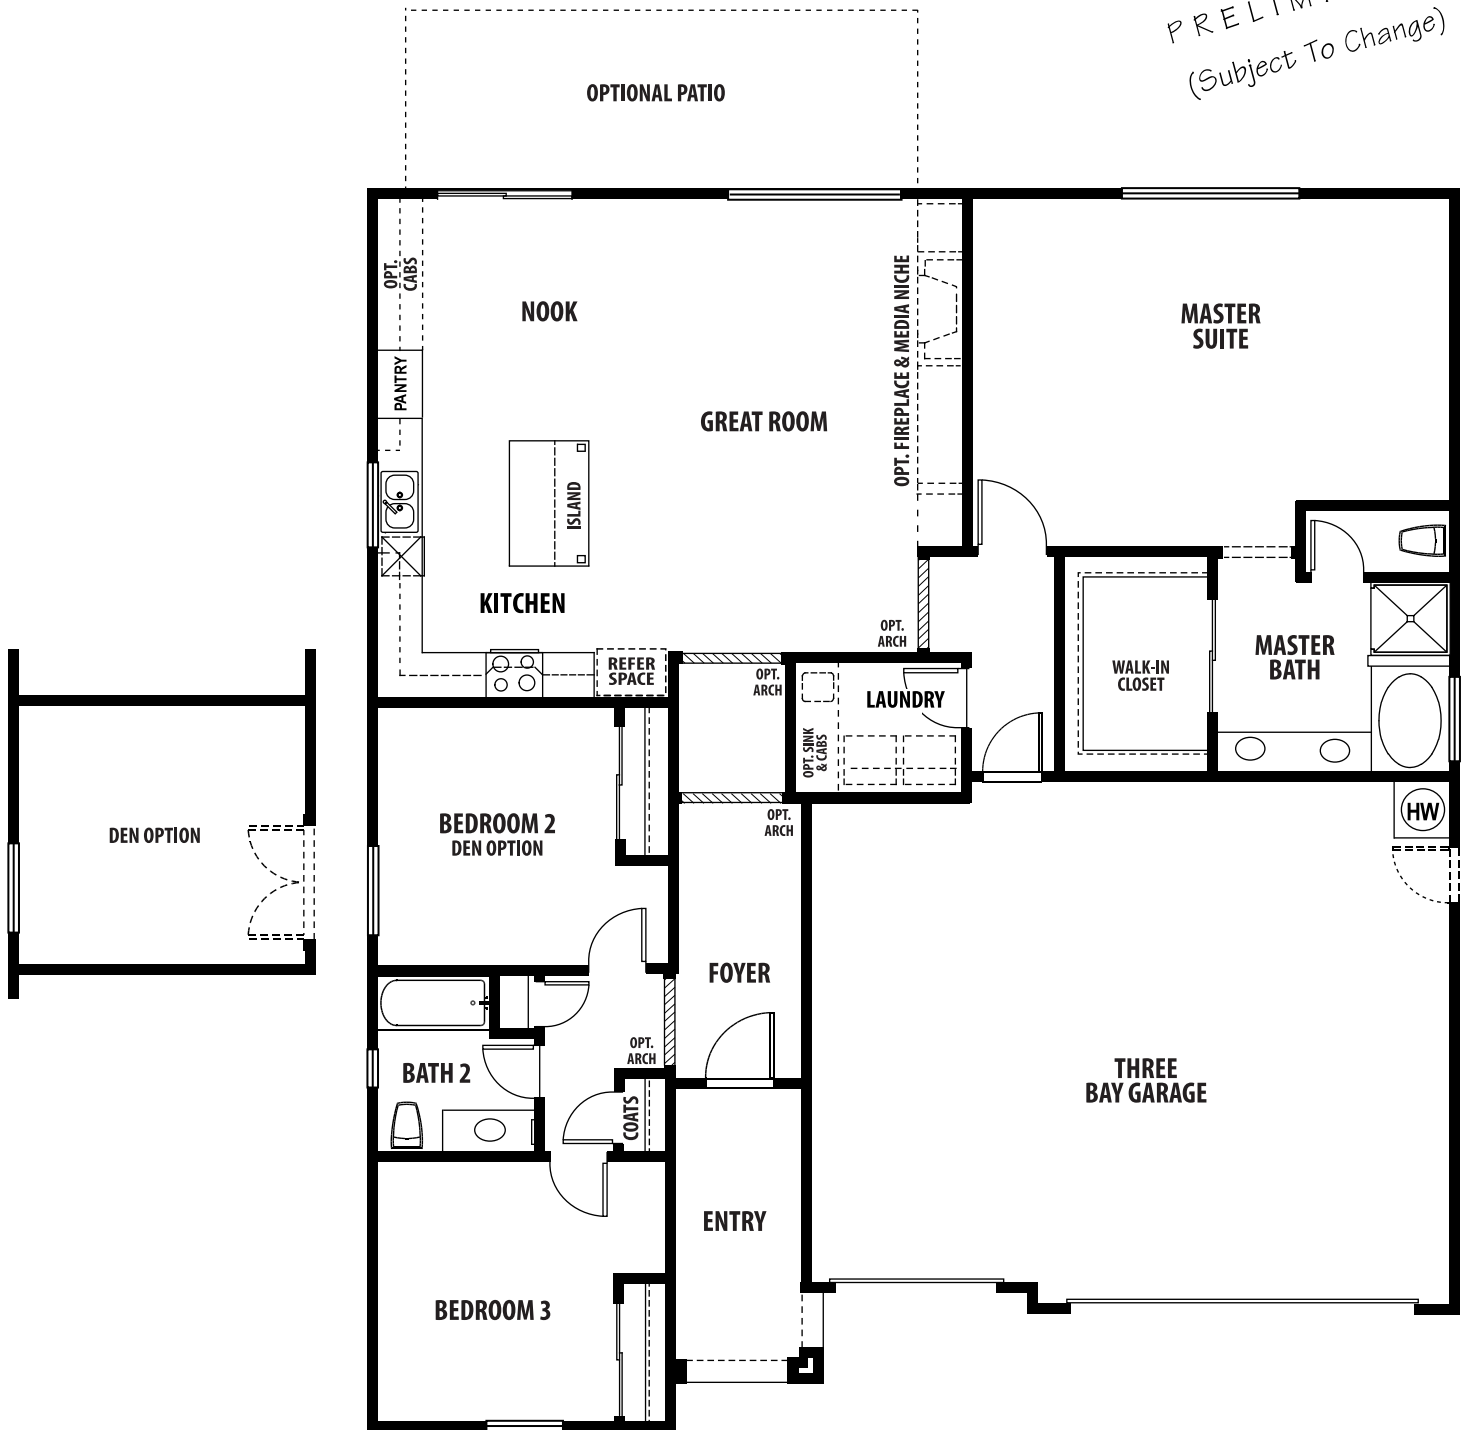 (Subject To Change)
OPTIONAL PATIO
OPT.
CABS
NOOK
PANTRY
GREAT ROOM
OPT. FIREPLACE & MEDIA NICHE
MASTER
SUITE
ISLAND
KITCHEN
OPT.
ARCH
REFER
SPACE
OPT.
ARCH
LAUNDRY
OPT. SINK
& CABS
WALK-IN
CLOSET
MASTER
BATH
DEN OPTION
BEDROOM 2
DEN OPTION
OPT.
ARCH
HW
FOYER
OPT.
ARCH
BATH 2
COATS
THREE
BAY GARAGE
ENTRY
BEDROOM 3